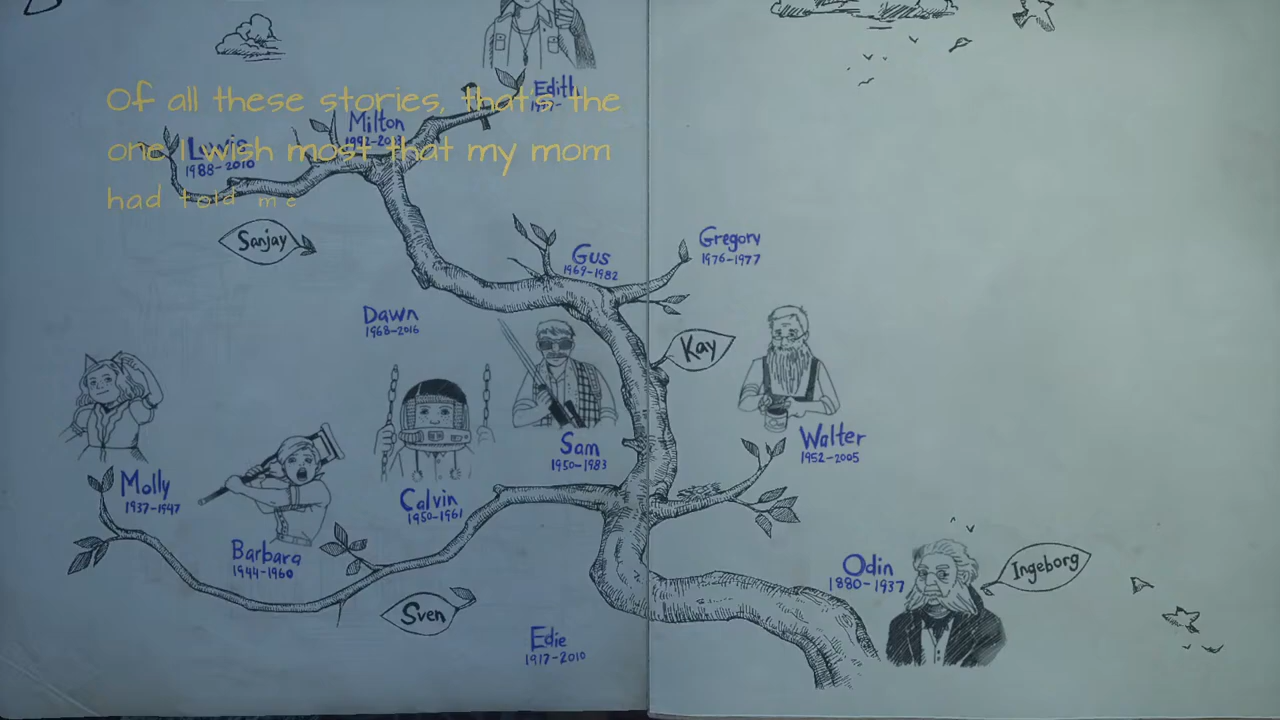 Edith
Of all these stories, that's the
one I wish most that my mom
had told me
Milton
Lewis
1988-2010
Sanjay
Gus
1969-1982
Gregory
1976-1977
Dawn
1968-2016
Kay
Sam
1950-1983
Walter
1952-2005
Molly
1937-1947
Calvin
1950-1961
Barbara
1944-1960
Sven
Odin
1880-1937
Ingeborg
Edie
1917-2010